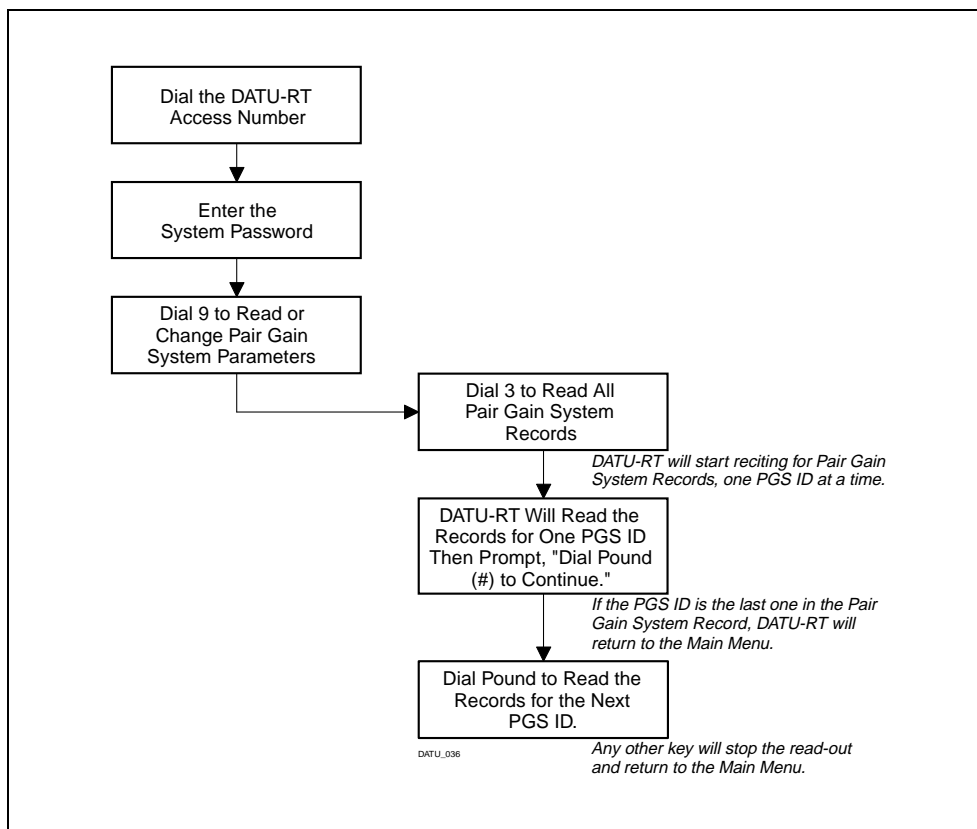 Dial the DATU-RT
Access Number
Enter the
System Password
Dial 9 to Read or
Change Pair Gain
System Parameters
Dial 3 to Read All
Pair Gain System
Records
DATU-RT will start reciting for Pair Gain
System Records, one PGS ID at a time.
DATU-RT Will Read the
Records for One PGS ID
Then Prompt, "Dial Pound
(#) to Continue."
If the PGS ID is the last one in the Pair
Gain System Record, DATU-RT will
return to the Main Menu.
Dial Pound to Read the
Records for the Next
PGS ID.
DATU_036
Any other key will stop the read-out
and return to the Main Menu.